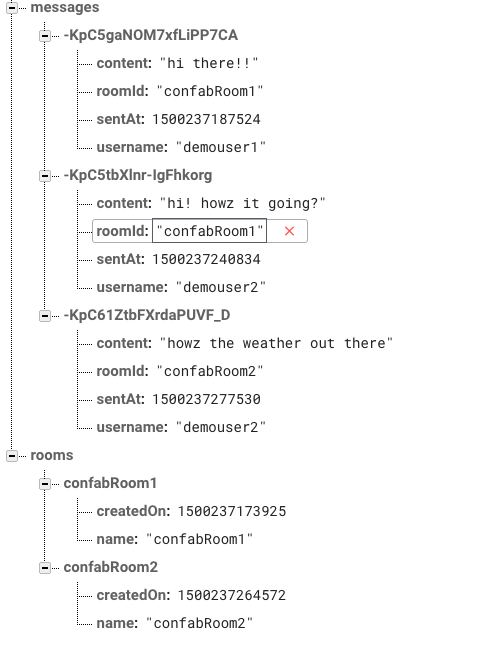 messages
-KpC5gaNOM7xfLiPP7CA
content: "hi there!!"
roomId: "confabRoom1"
sentAt: 1500237187524
username: "demouser1"
-KpC5tbXlnr-IgFhkorg
content: "hi! howz it going?"
roomId: "confabRoom1"
sentAt: 1500237240834
username: "demouser2"
-KpC61ZtbFXrdaPUVF_D
content: "howz the weather out there"
roomId: "confabRoom2"
sentAt: 1500237277530
username: "demouser2"
rooms
confabRoom1
createdOn: 1500237173925
name: "confabRoom1"
confabRoom2
createdOn: 1500237264572
name: "confabRoom2"